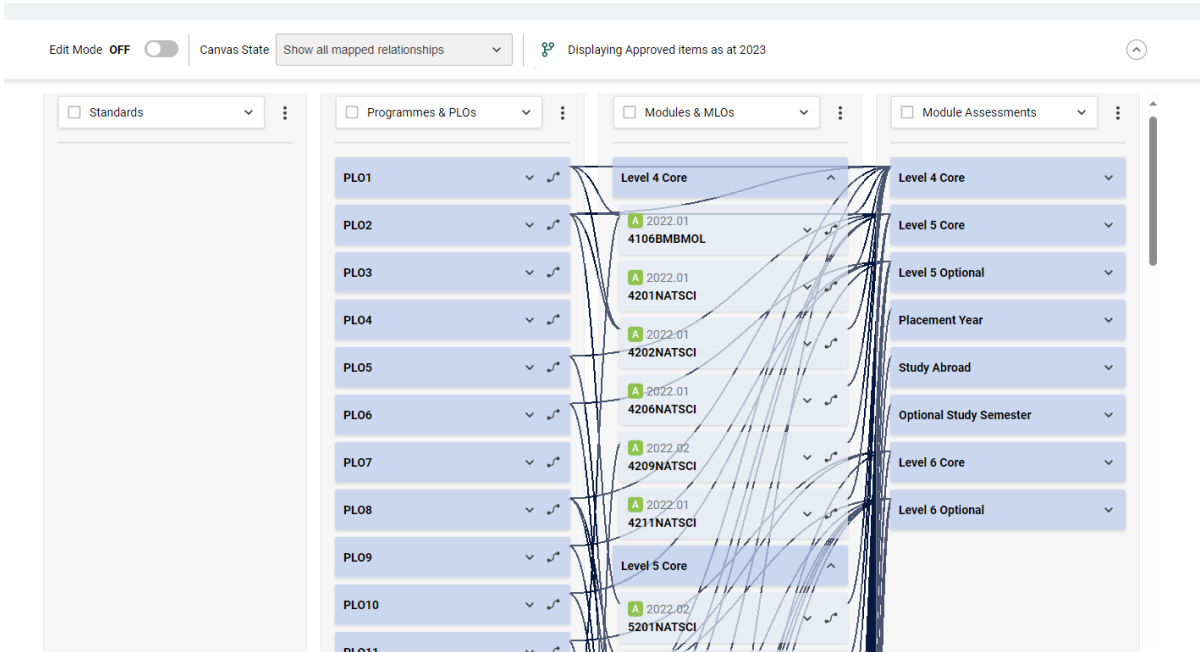 Edit Mode OFF
Canvas State
Show all mapped relationships
Displaying Approved items as at 2023
Standards
Programmes & PLOs
PLO1
PLO2
PLO3
PLO4
PLO5
PLO6
PLO7
PLO8
PLO9
PLO10
PLO11
Modules & MLOs
Level 4 Core
A 2022.01
4106BMBMOL
A 2022.01
4201NATSCI
A 2022.01
4202NATSCI
A 2022.01
4206NATSCI
A 2022.02
4209NATSCI
A 2022.01
4211NATSCI
Level 5 Core
A 2022.02
5201NATSCI
Module Assessments
Level 4 Core
Level 5 Core
Level 5 Optional
Placement Year
Study Abroad
Optional Study Semester
Level 6 Core
Level 6 Optional